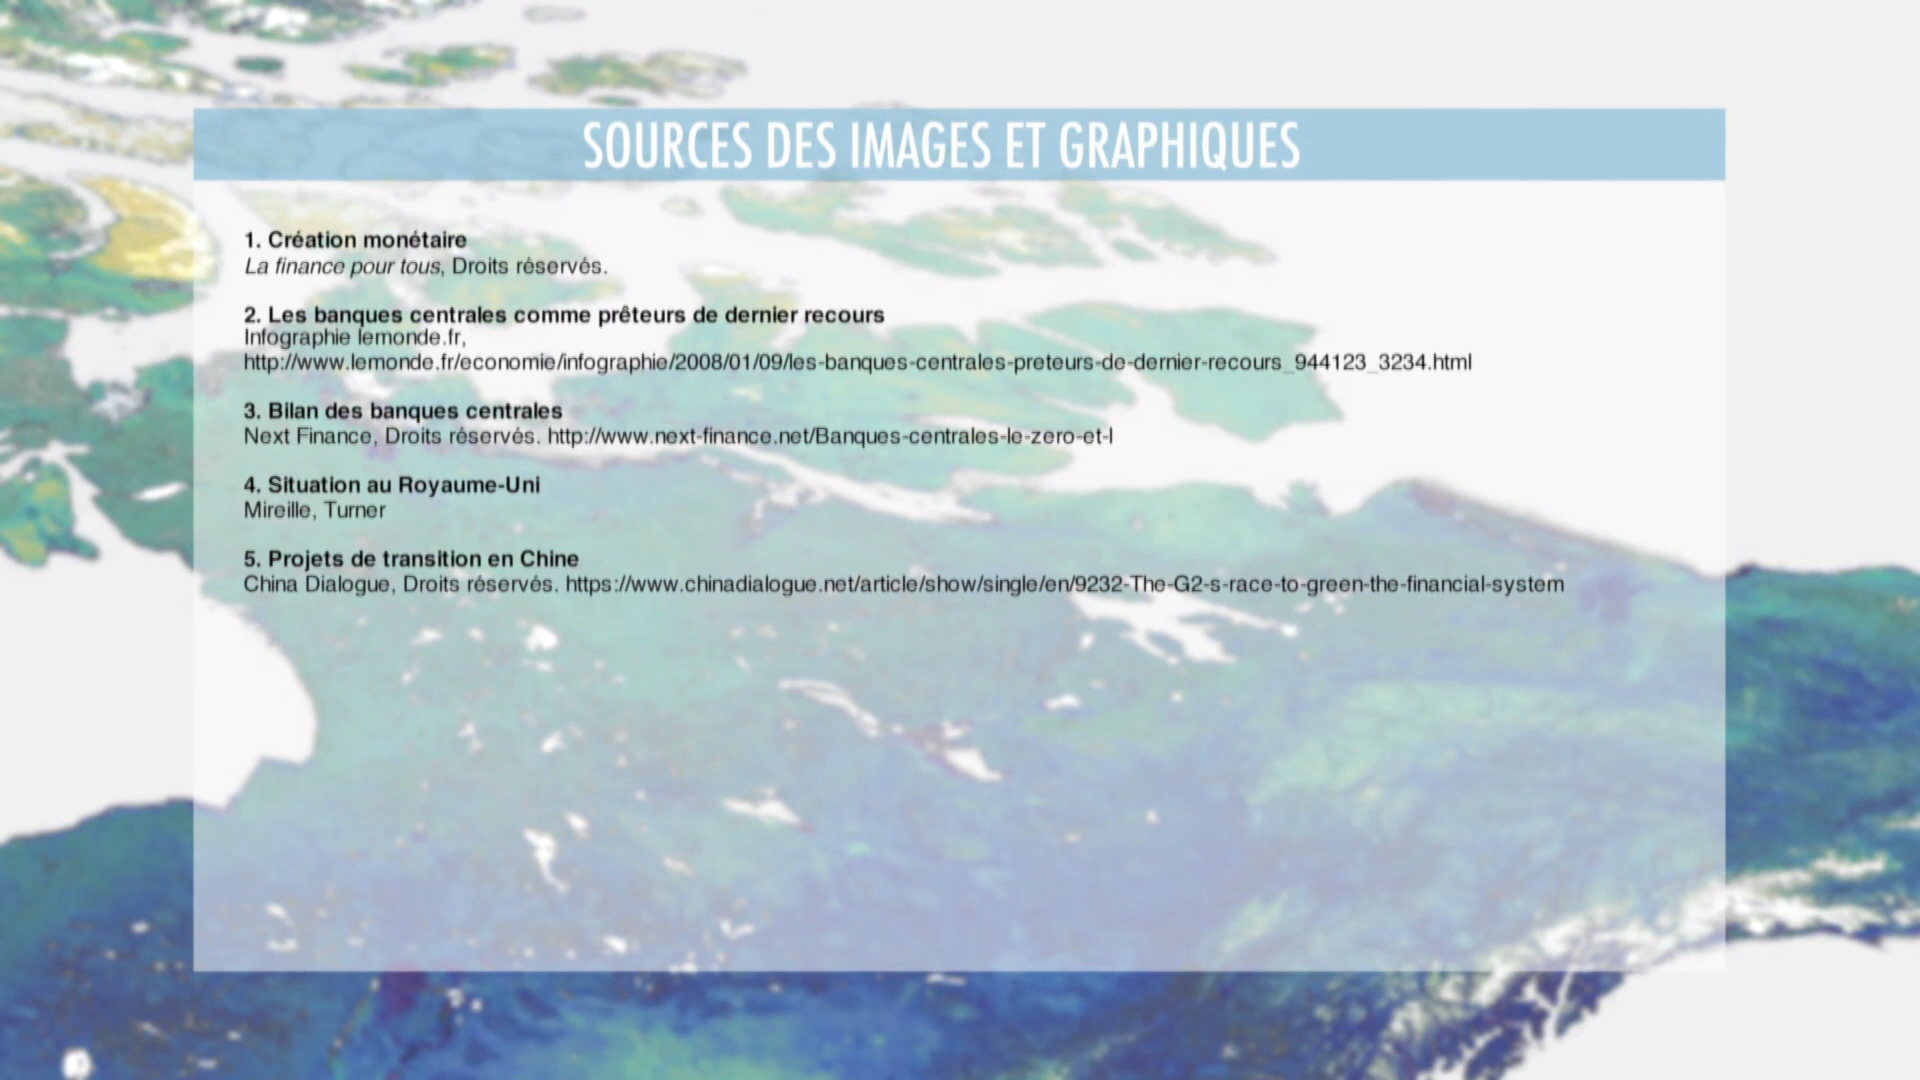 SOURCES DES IMAGES ET GRAPHIQUES
1. Création monétaire
La finance pour tous, Droits réservés.
2. Les banques centrales comme prêteurs de dernier recours
Infographie lemonde.fr,
http://www.lemonde.fr/economie/infographie/2008/01/09/les-banques-centrales-preteurs-de-dernier-recours_944123_3234.html
3. Bilan des banques centrales
Next Finance, Droits réservés. http://www.next-finance.net/Banques-centrales-le-zero-et-l
4. Situation au Royaume-Uni
Mireille, Turner
5. Projets de transition en Chine
China Dialogue, Droits réservés. https://www.chinadialogue.net/article/show/single/en/9232-The-G2-s-race-to-green-the-financial-system